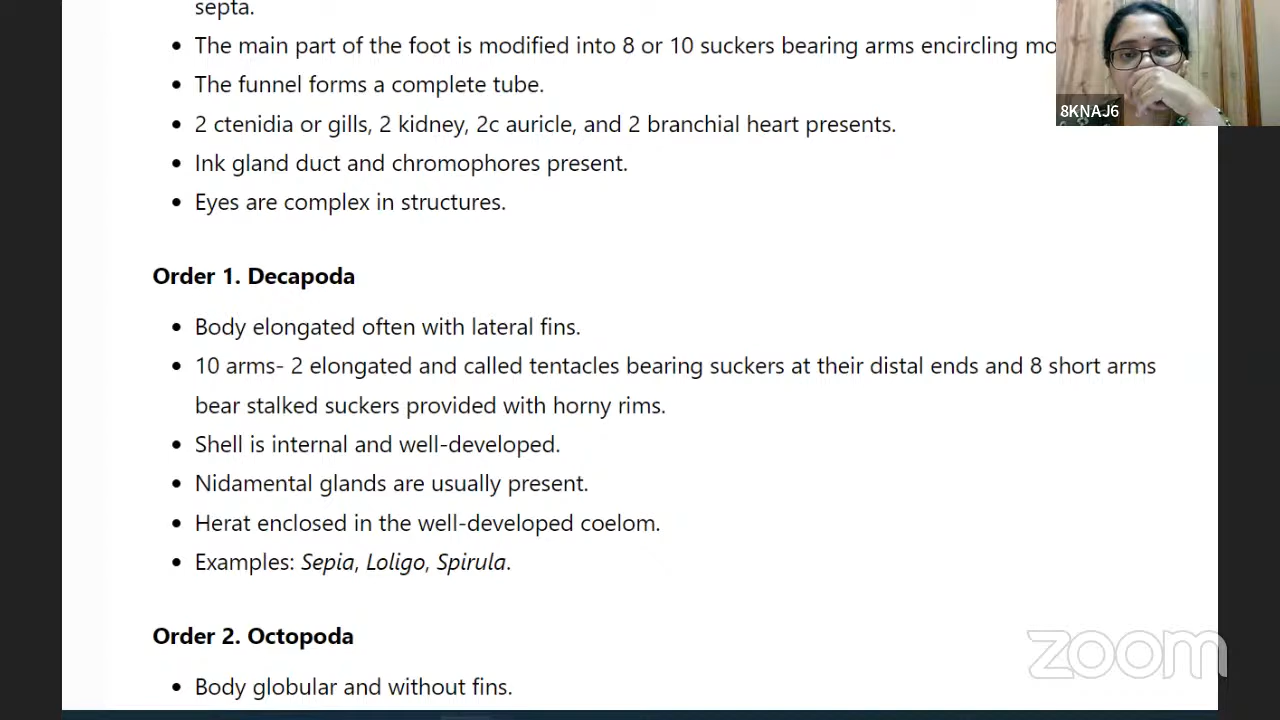 septa.
The main part of the foot is modified into 8 or 10 suckers bearing arms encircling
8KNAJ6
The funnel forms a complete tube.
2 ctenidia or gills, 2 kidney, 2c auricle, and 2 branchial heart presents.
Ink gland duct and chromophores present.
Eyes are complex in structures.
Order 1. Decapoda
Body elongated often with lateral fins.
10 arms- 2 elongated and called tentacles bearing suckers at their distal ends and 8 short arms
bear stalked suckers provided with horny rims.
Shell is internal and well-developed.
Nidamental glands are usually present.
Herat enclosed in the well-developed coelom.
Examples: Sepia, Loligo, Spirula.
Order 2. Octopoda
zoom
Body globular and without fins.